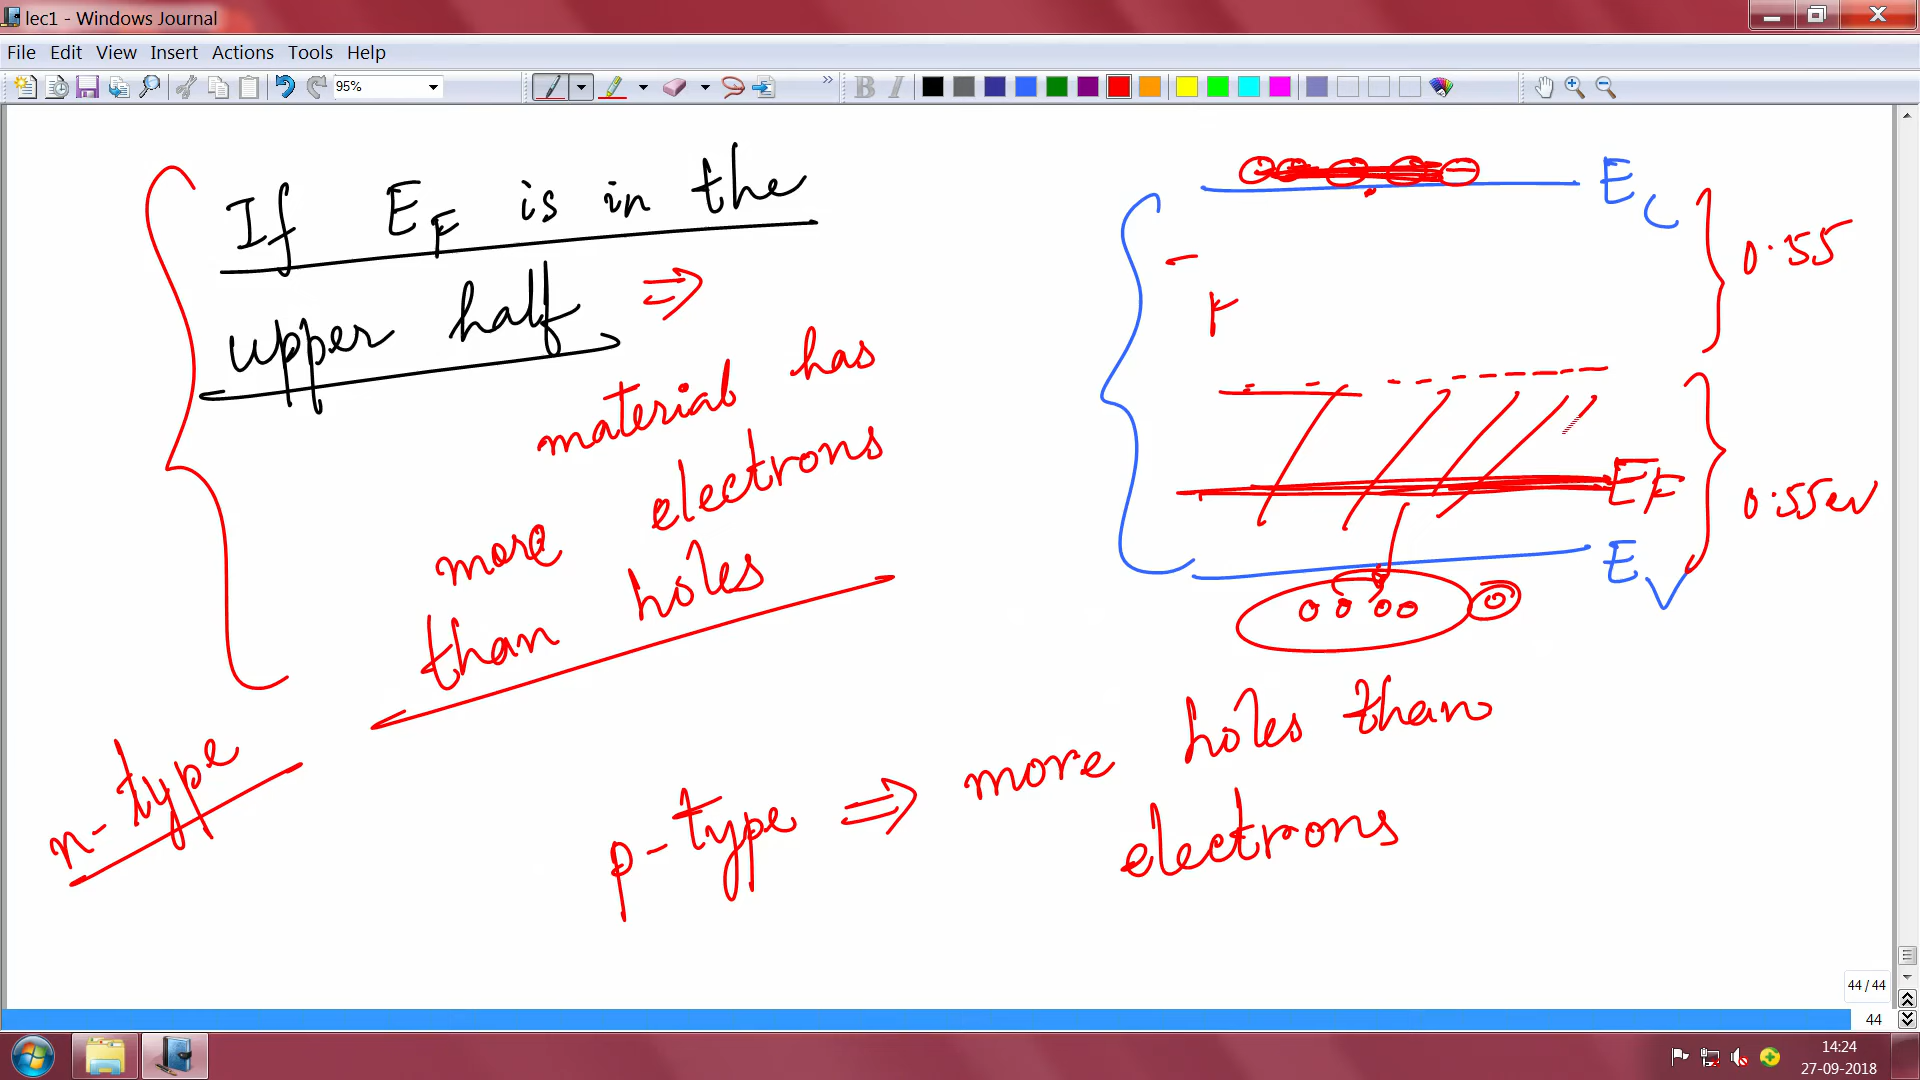 lec1 - Windows Journal
File Edit View Insert Actions Tools Help
95%
B I
If EF is in the
upper half ⇒
material has
more electrons
than holes
n-type
p-type ⇒ more holes than
electrons
EC
0.55
EF
0.55 eV
EV
44 / 44
44
14:24
27-09-2018